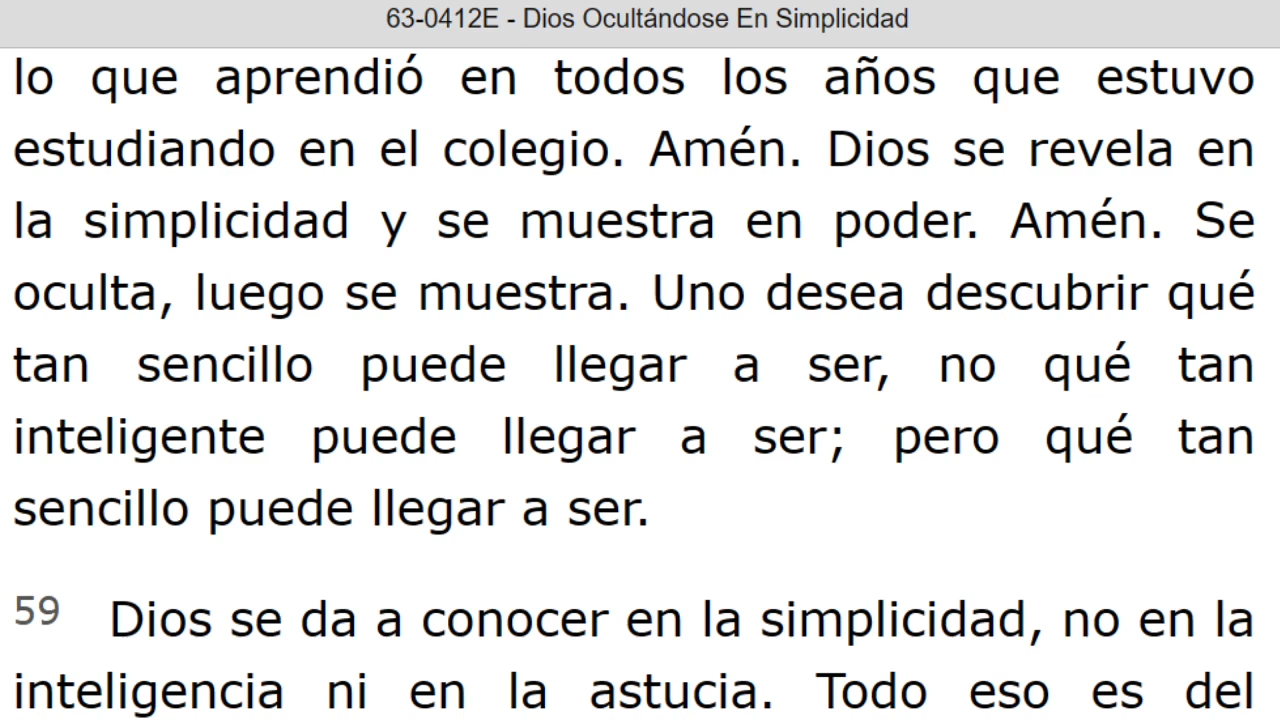 63-0412E - Dios Ocultándose En Simplicidad
lo que aprendió en todos los años que estuvo
estudiando en el colegio. Amén. Dios se revela en
la simplicidad y se muestra en poder. Amén. Se
oculta, luego se muestra. Uno desea descubrir qué
tan sencillo puede llegar a ser, no qué tan
inteligente puede llegar a ser; pero qué tan
sencillo puede llegar a ser.
59 Dios se da a conocer en la simplicidad, no en la
inteligencia ni en la astucia. Todo eso es del